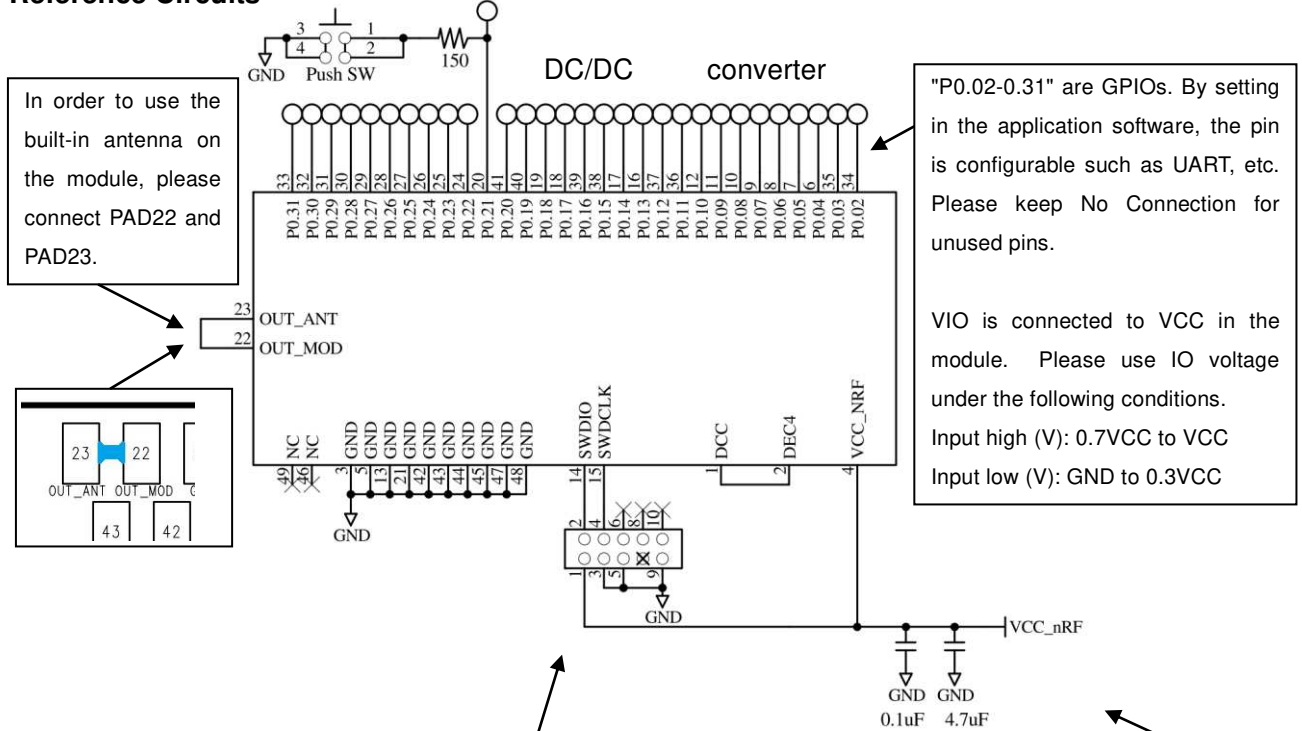 Reference Circuits
3 1
4 2
GND Push SW 150
DC/DC converter
In order to use the
built-in antenna on
the module, please
connect PAD22 and
PAD23.
"P0.02-0.31" are GPIOs. By setting
in the application software, the pin
is configurable such as UART, etc.
Please keep No Connection for
unused pins.
VIO is connected to VCC in the
module. Please use IO voltage
under the following conditions.
Input high (V): 0.7VCC to VCC
Input low (V): GND to 0.3VCC
33 32 31 30 29 28 27 26 25 24 20 41 40 19 18 39 38 17 16 37 36 12 11 10 9 8 7 6 35 34
P0.31 P0.30 P0.29 P0.28 P0.27 P0.26 P0.25 P0.24 P0.23 P0.22 P0.21 P0.20 P0.19 P0.18 P0.17 P0.16 P0.15 P0.14 P0.13 P0.12 P0.11 P0.10 P0.09 P0.08 P0.07 P0.06 P0.05 P0.04 P0.03 P0.02
23 OUT_ANT
22 OUT_MOD
NC NC GND GND GND GND GND GND GND GND GND GND SWDIO SWDCLK DCC DEC4 VCC_NRF
49 46 3 5 13 21 42 43 44 45 47 48 14 15 1 2 4
GND
23 22
OUT_ANT OUT_MOD
43 42
2 4 6 8 10
1 3 5 9
GND
VCC_nRF
GND GND
0.1uF 4.7uF